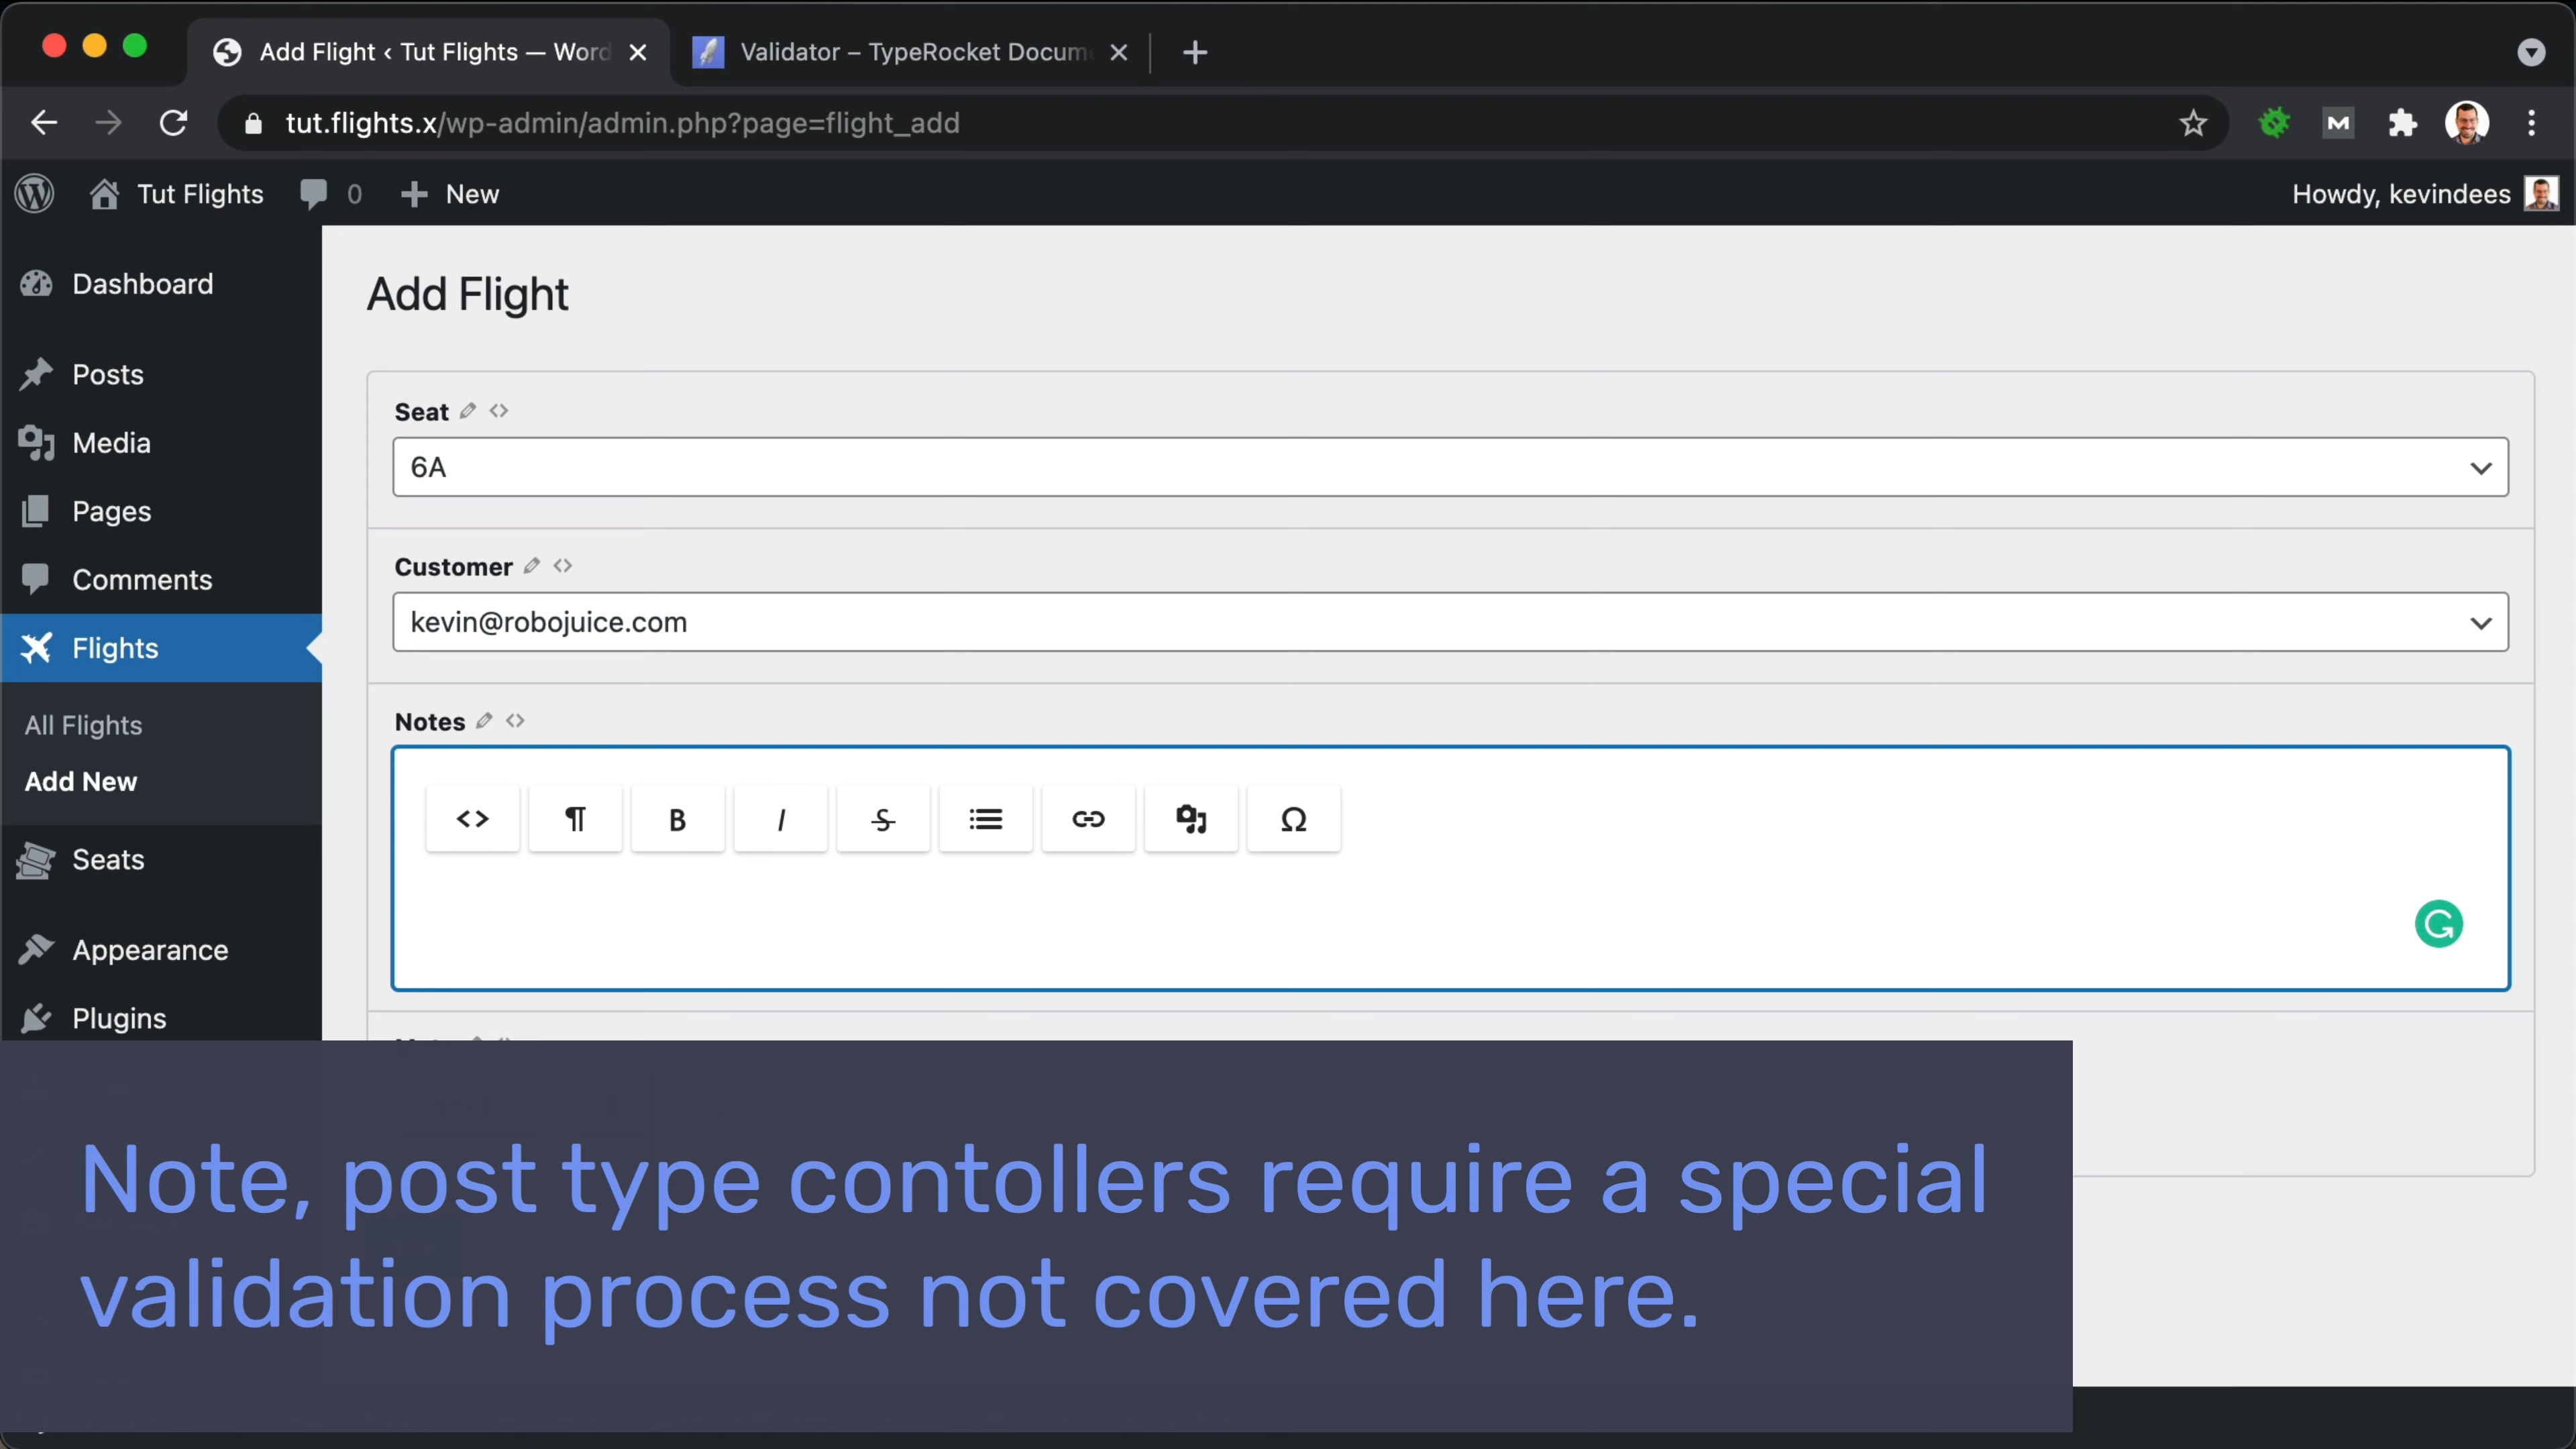 Add Flight ‹ Tut Flights — Word
Validator – TypeRocket Docum
tut.flights.x/wp-admin/admin.php?page=flight_add
Tut Flights
0
New
Howdy, kevindees
Dashboard
Posts
Media
Pages
Comments
Flights
All Flights
Add New
Seats
Appearance
Plugins
Add Flight
Seat
6A
Customer
kevin@robojuice.com
Notes
B
I
S
Ω
Note, post type contollers require a special
validation process not covered here.